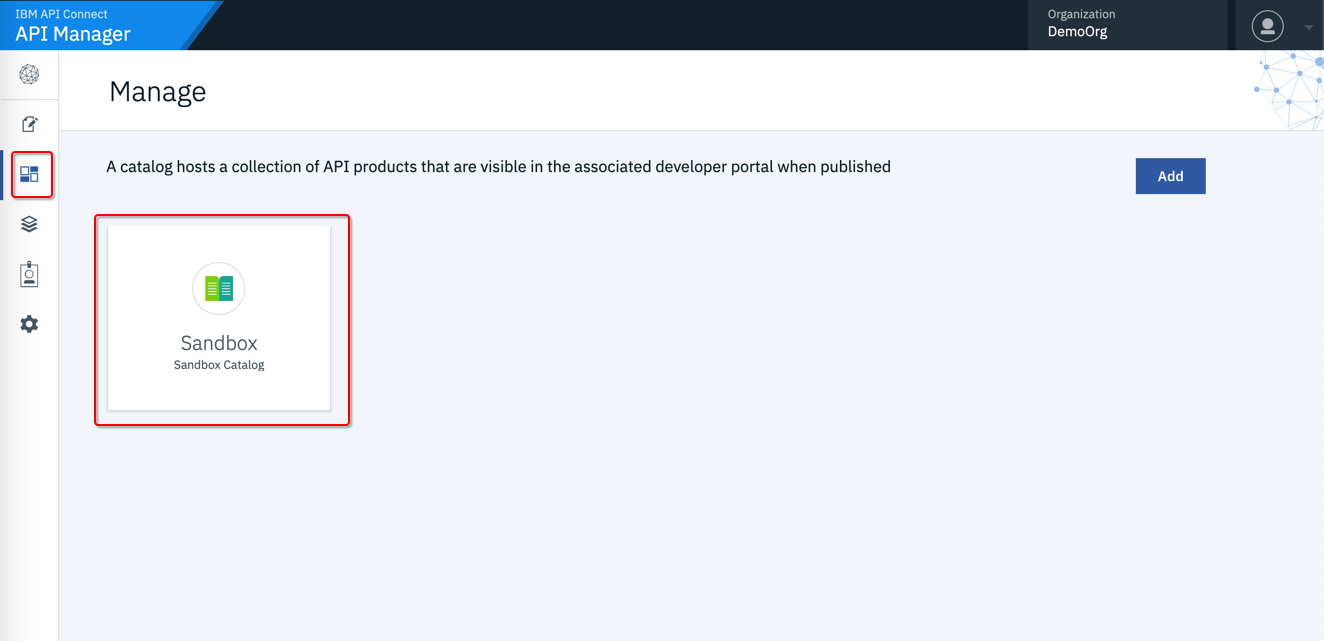 IBM API Connect
API Manager
Organization
DemoOrg
Manage
A catalog hosts a collection of API products that are visible in the associated developer portal when published
Add
Sandbox
Sandbox Catalog